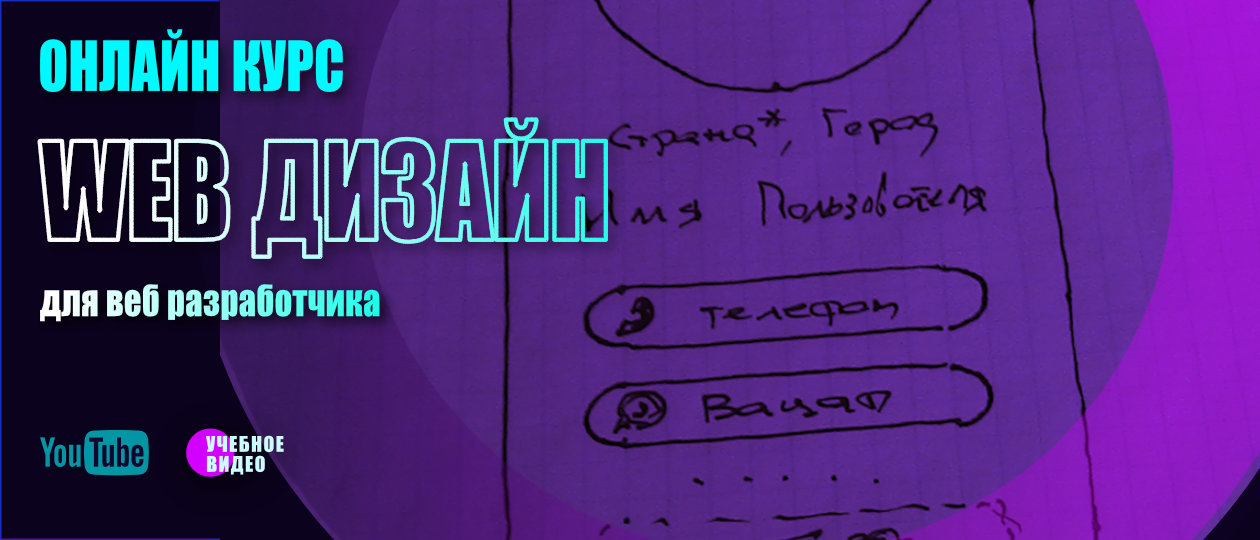 ОНЛАЙН КУРС
WEB ДИЗАЙН
для веб разработчика
YouTube
УЧЕБНОЕ
ВИДЕО
Страна*, Город
Имя Пользователя
телефон
Вацап